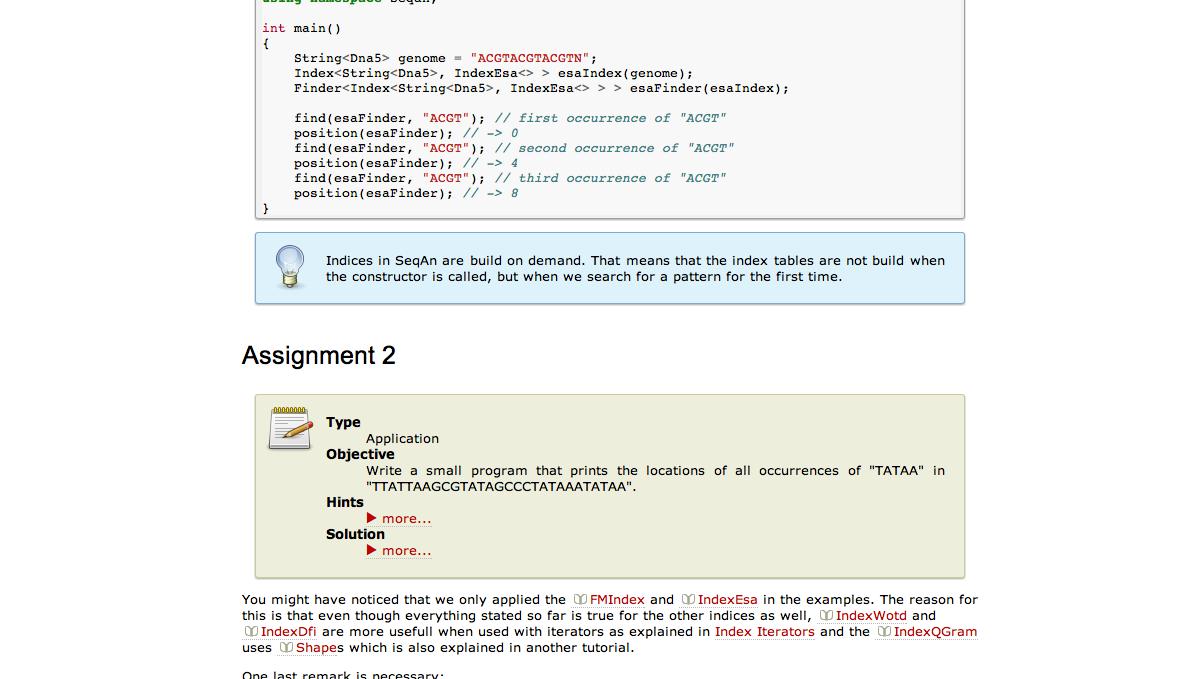 using namespace seqan;
int main()
{
String<Dna5> genome = "ACGTACGTACGTN";
Index<String<Dna5>, IndexEsa<> > esaIndex(genome);
Finder<Index<String<Dna5>, IndexEsa<> > > esaFinder(esaIndex);
find(esaFinder, "ACGT"); // first occurrence of "ACGT"
position(esaFinder); // -> 0
find(esaFinder, "ACGT"); // second occurrence of "ACGT"
position(esaFinder); // -> 4
find(esaFinder, "ACGT"); // third occurrence of "ACGT"
position(esaFinder); // -> 8
}
Indices in SeqAn are build on demand. That means that the index tables are not build when
the constructor is called, but when we search for a pattern for the first time.
Assignment 2
Type
Application
Objective
Write a small program that prints the locations of all occurrences of "TATAA" in
"TTATTAAGCGTATAGCCCTATAAATATAA".
Hints
more...
Solution
more...
You might have noticed that we only applied the FMIndex and IndexEsa in the examples. The reason for
this is that even though everything stated so far is true for the other indices as well, IndexWotd and
IndexDfi are more usefull when used with iterators as explained in Index Iterators and the IndexQGram
uses Shapes which is also explained in another tutorial.
One last remark is necessary: